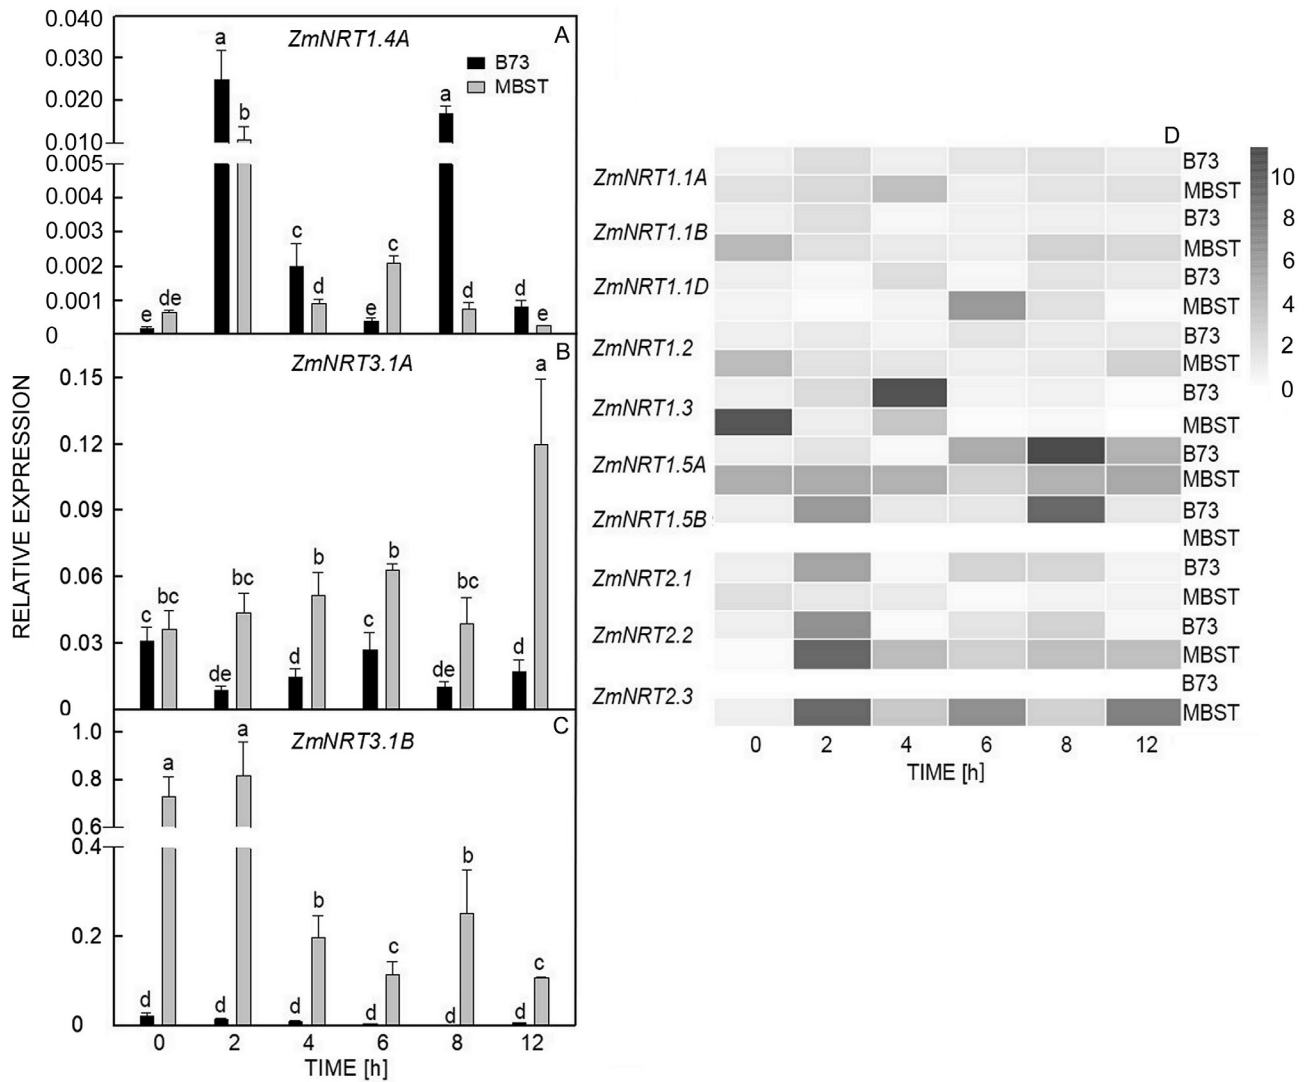 0.040
ZmNRT1.4A
A
a
0.030
B73
MBST
0.020
b
a
0.010
0.005
0.004
0.003
c
c
0.002
d
d
d
0.001
e
de
e
e
0
B
ZmNRT3.1A
a
0.15
0.12
0.09
b
b
0.06
bc
bc
bc
c
c
0.03
de
d
de
d
0
C
ZmNRT3.1B
1.0
a
a
0.8
0.6
0.4
b
b
0.2
c
c
d
d
d
d
d
d
0
0
2
4
6
8
12
TIME [h]
RELATIVE EXPRESSION
D
ZmNRT1.1A
B73
MBST
ZmNRT1.1B
B73
MBST
ZmNRT1.1D
B73
MBST
ZmNRT1.2
B73
MBST
ZmNRT1.3
B73
MBST
ZmNRT1.5A
B73
MBST
ZmNRT1.5B
B73
MBST
ZmNRT2.1
B73
MBST
ZmNRT2.2
B73
MBST
ZmNRT2.3
B73
MBST
0
2
4
6
8
12
TIME [h]
10
8
6
4
2
0